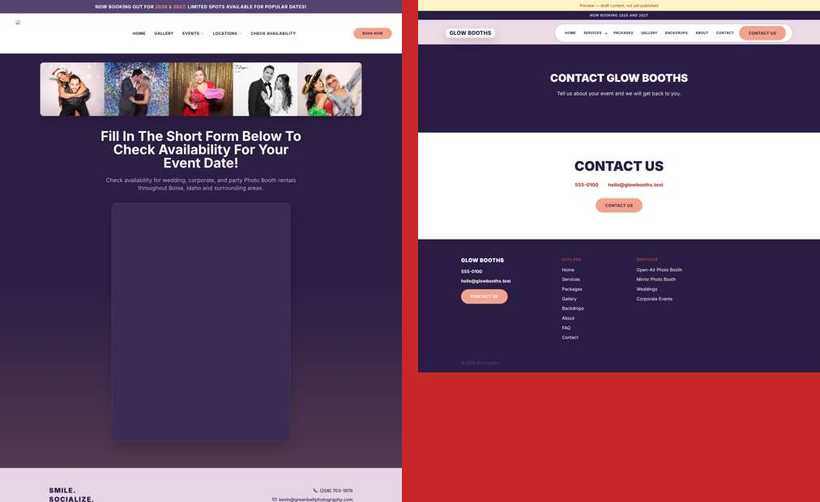 NOW BOOKING OUT FOR 2026 & 2027. LIMITED SPOTS AVAILABLE FOR POPULAR DATES!
HOME GALLERY EVENTS LOCATIONS CHECK AVAILABILITY
BOOK NOW
Fill In The Short Form Below To
Check Availability For Your
Event Date!
Check availability for wedding, corporate, and party Photo Booth rentals
throughout Boise, Idaho and surrounding areas.
SMILE.
SOCIALIZE.
Preview — draft content, not yet published.
NOW BOOKING 2026 AND 2027
GLOW BOOTHS
HOME SERVICES PACKAGES GALLERY BACKDROPS ABOUT CONTACT
CONTACT US
CONTACT GLOW BOOTHS
Tell us about your event and we will get back to you.
CONTACT US
555-0100 hello@glowbooths.test
CONTACT US
GLOW BOOTHS
555-0100
hello@glowbooths.test
CONTACT US
EXPLORE
Home
Services
Packages
Gallery
Backdrops
About
FAQ
Contact
SERVICES
Open-Air Photo Booth
Mirror Photo Booth
Weddings
Corporate Events